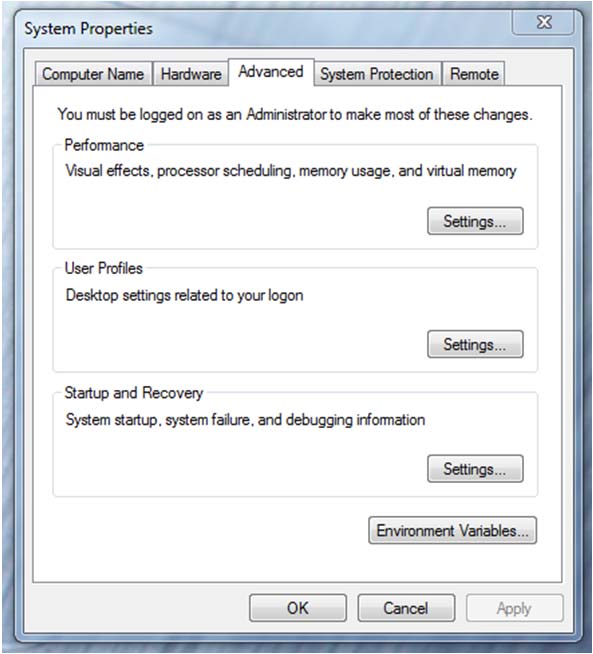 System Properties
Computer Name Hardware Advanced System Protection Remote
You must be logged on as an Administrator to make most of these changes.
Performance
Visual effects, processor scheduling, memory usage, and virtual memory
Settings...
User Profiles
Desktop settings related to your logon
Settings...
Startup and Recovery
System startup, system failure, and debugging information
Settings...
Environment Variables...
OK Cancel Apply